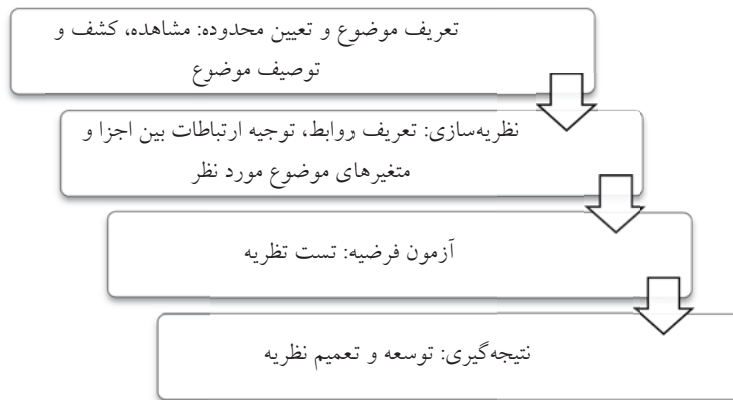 تعریف موضوع و تعیین محدوده: مشاهده، کشف و
توصیف موضوع
نظریه‌سازی: تعریف روابط، توجیه ارتباطات بین اجزا و
متغیرهای موضوع مورد نظر
آزمون فرضیه: تست تظریه
نتیجه‌گیری: توسعه و تعمیم نظریه